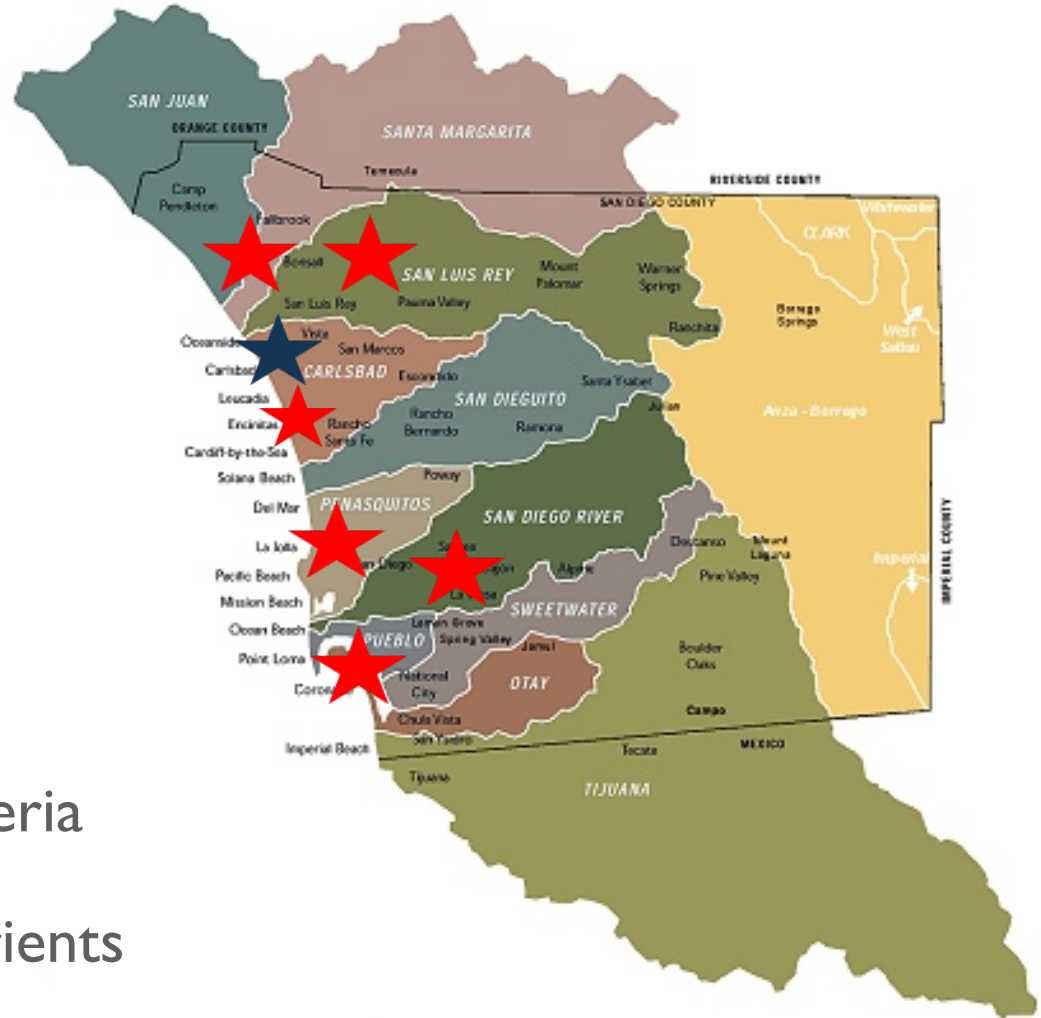 SAN JUAN
ORANGE COUNTY
SANTA MARGARITA
Camp
Pendleton
Temecula
RIVERSIDE COUNTY
SAN DIEGO COUNTY
Fallbrook
Bonsall
SAN LUIS REY
Mount
Palomar
Warner
Springs
San Luis Rey
Pauma Valley
Ranchita
CLARK
Whitewater
Borrego
Springs
West
Salton
Oceanside
Vista
San Marcos
Carlsbad
CARLSBAD
Escondido
Leucadia
SAN DIEGUITO
Santa Ysabel
Encinitas
Rancho
Santa Fe
Rancho
Bernardo
Ramona
Julian
Anza - Borrego
Cardiff-by-the-Sea
Solana Beach
Poway
Del Mar
PENASQUITOS
SAN DIEGO RIVER
La Jolla
an Diego
Descanso
Mount
Laguna
Alpine
Pine Valley
Imperial
IMPERIAL COUNTY
Pacific Beach
Mission Beach
SWEETWATER
Ocean Beach
Lemon Grove
PUEBLO
Spring Valley
Jamul
Point Loma
Boulder
Oaks
National
City
OTAY
Campo
Chula Vista
San Ysidro
Imperial Beach
Tecate
MEXICO
Tijuana
TIJUANA
eria
ients